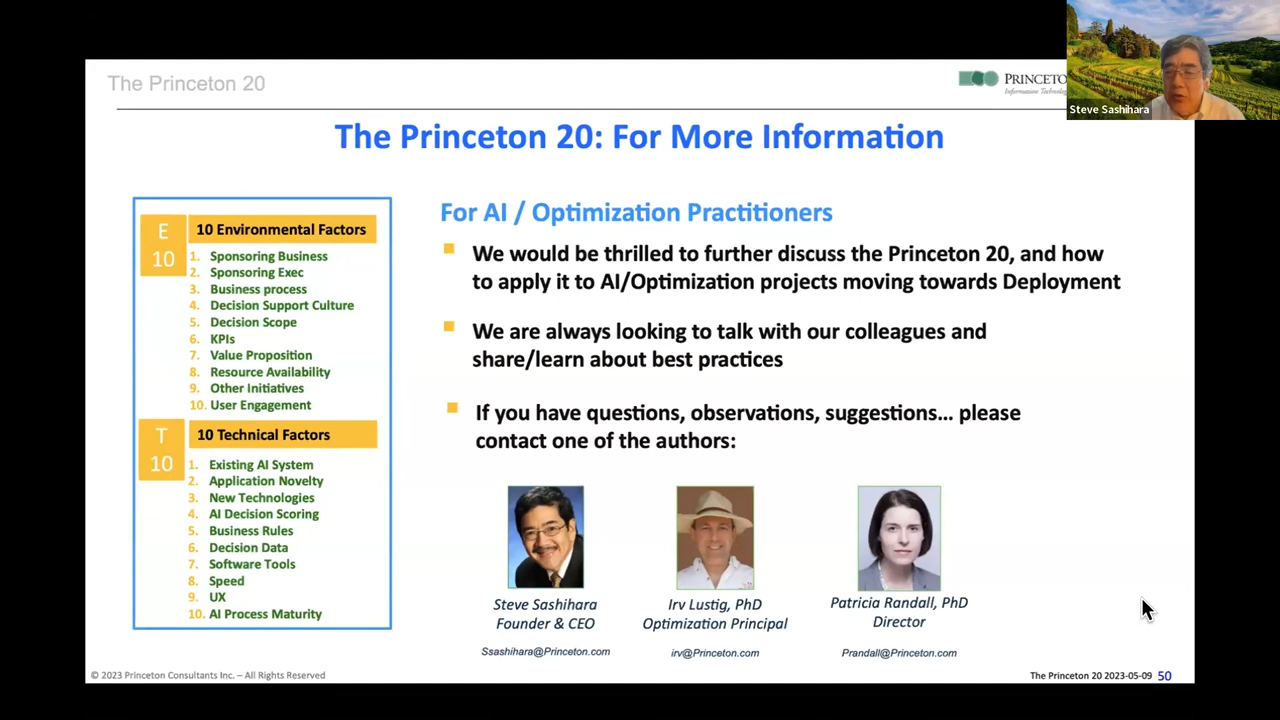 The Princeton 20
PRINCETO
Information Technology
Steve Sashihara
The Princeton 20: For More Information
E
10
10 Environmental Factors
1. Sponsoring Business
2. Sponsoring Exec
3. Business process
4. Decision Support Culture
5. Decision Scope
6. KPIs
7. Value Proposition
8. Resource Availability
9. Other Initiatives
10. User Engagement
T
10
10 Technical Factors
1. Existing AI System
2. Application Novelty
3. New Technologies
4. AI Decision Scoring
5. Business Rules
6. Decision Data
7. Software Tools
8. Speed
9. UX
10. AI Process Maturity
For AI / Optimization Practitioners
We would be thrilled to further discuss the Princeton 20, and how
to apply it to AI/Optimization projects moving towards Deployment
We are always looking to talk with our colleagues and
share/learn about best practices
If you have questions, observations, suggestions... please
contact one of the authors:
Steve Sashihara
Founder & CEO
Ssashihara@Princeton.com
Irv Lustig, PhD
Optimization Principal
irv@Princeton.com
Patricia Randall, PhD
Director
Prandall@Princeton.com
© 2023 Princeton Consultants Inc. – All Rights Reserved
The Princeton 20 2023-05-09 50